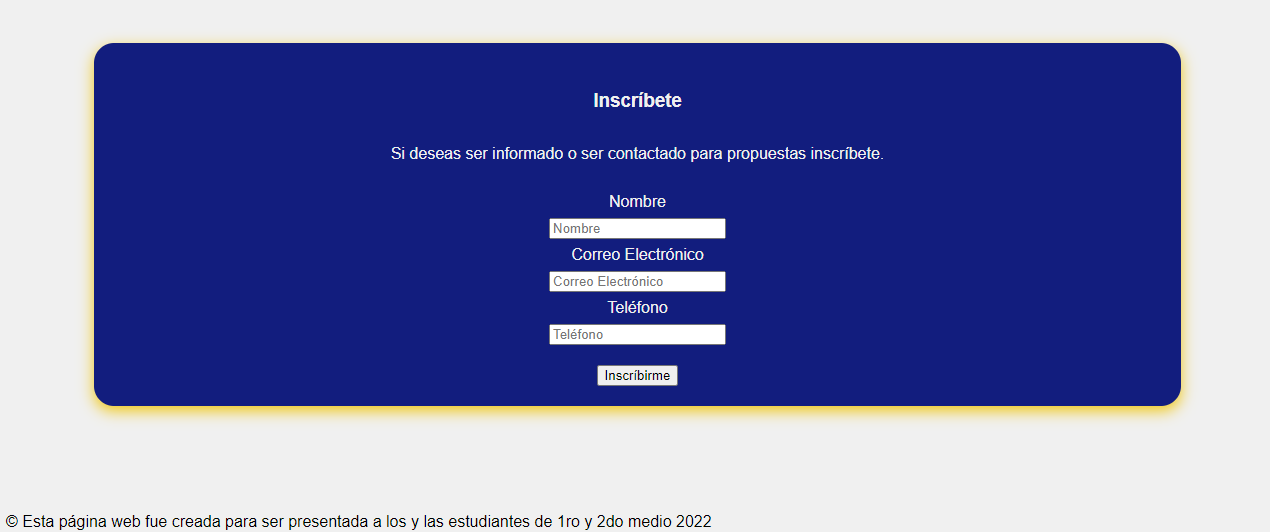 Inscríbete
Si deseas ser informado o ser contactado para propuestas inscríbete.
Nombre
Nombre
Correo Electrónico
Correo Electrónico
Teléfono
Teléfono
Inscríbirme
© Esta página web fue creada para ser presentada a los y las estudiantes de 1ro y 2do medio 2022